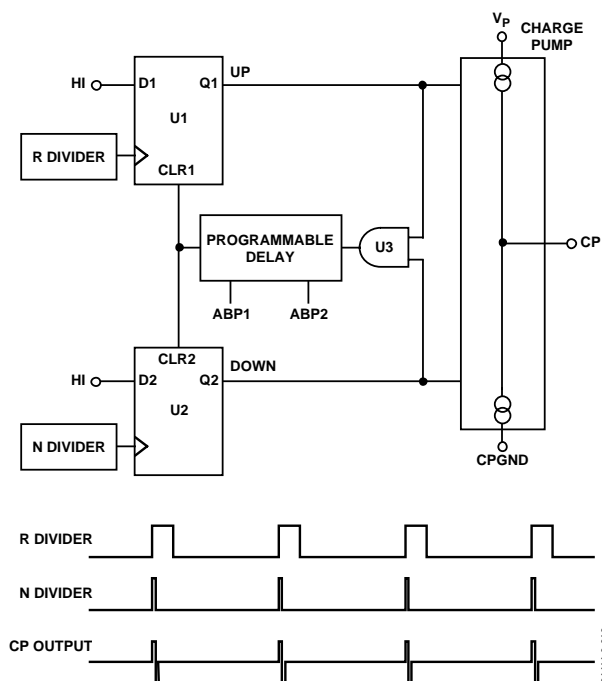 VP
CHARGE
PUMP
HI
D1
Q1
UP
U1
R DIVIDER
CLR1
PROGRAMMABLE
DELAY
U3
CP
ABP1
ABP2
CLR2
DOWN
HI
D2
Q2
U2
N DIVIDER
CPGND
R DIVIDER
N DIVIDER
CP OUTPUT